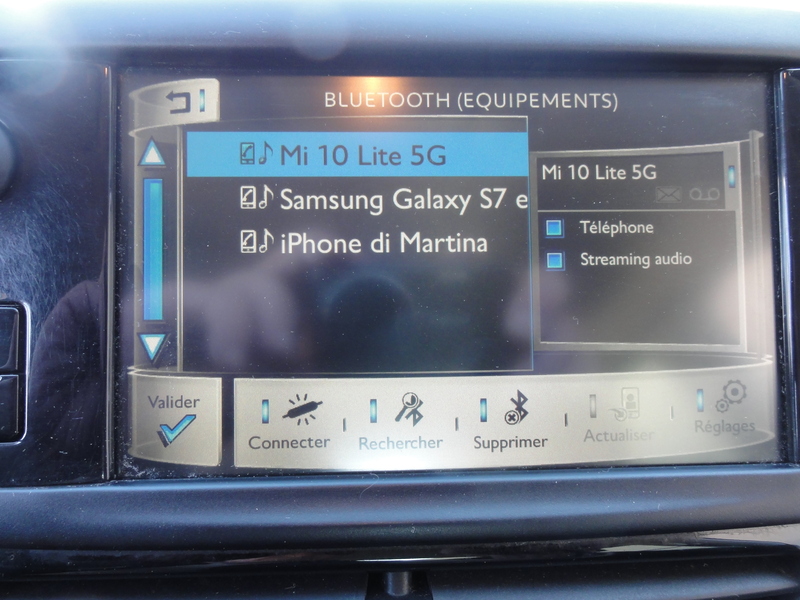 BLUETOOTH (EQUIPEMENTS)
Mi 10 Lite 5G
Samsung Galaxy S7 e
iPhone di Martina
Mi 10 Lite 5G
Téléphone
Streaming audio
Valider
Connecter
Rechercher
Supprimer
Actualiser
Réglages